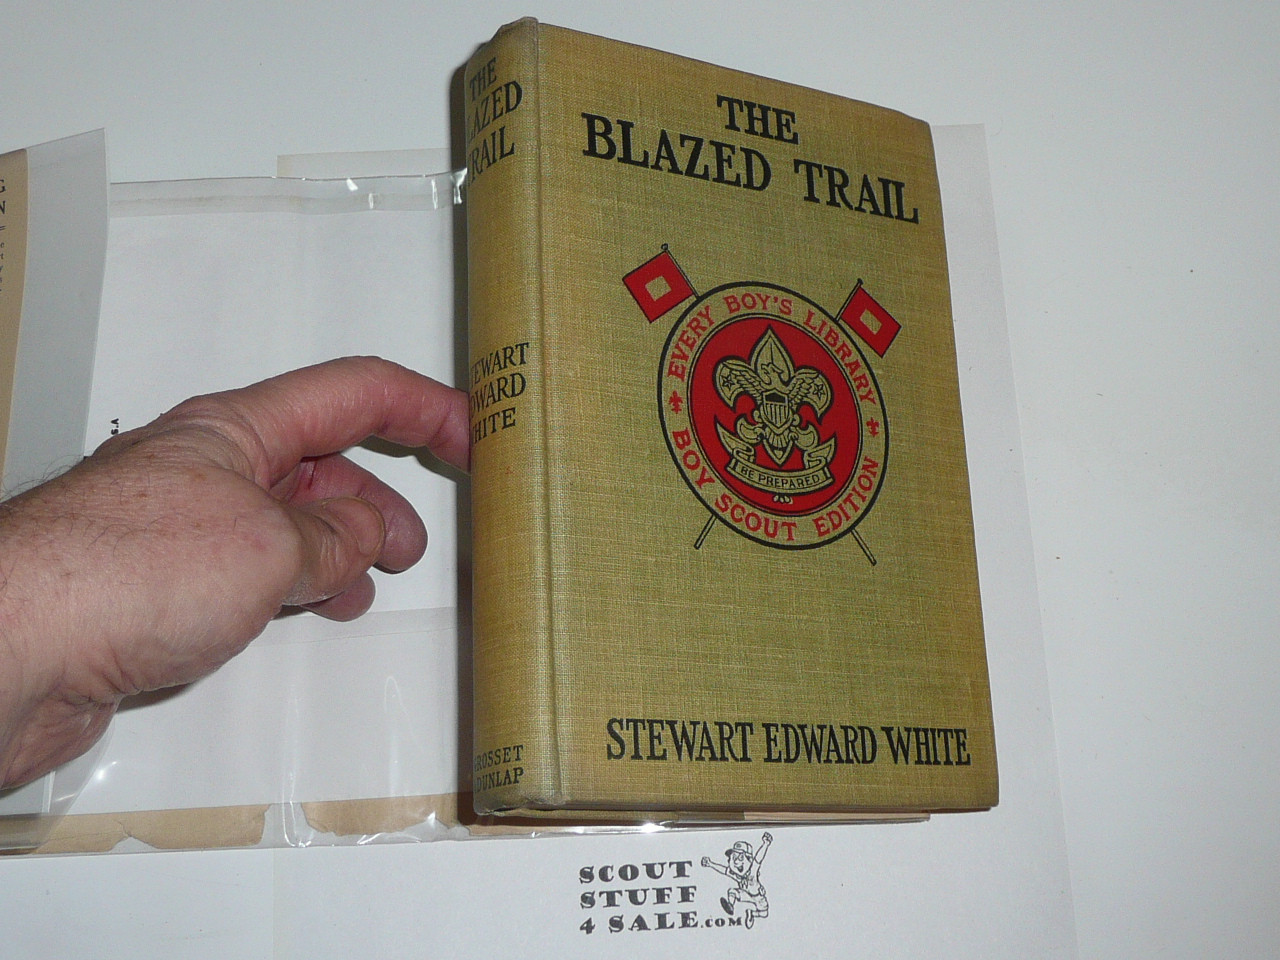 THE
BLAZED TRAIL
EVERY BOY'S LIBRARY
BE PREPARED
BOY SCOUT EDITION
STEWART EDWARD WHITE
THE
BLAZED
TRAIL
STEWART
EDWARD
WHITE
GROSSET
DUNLAP
SCOUT
STUFF
4 SALE.COM